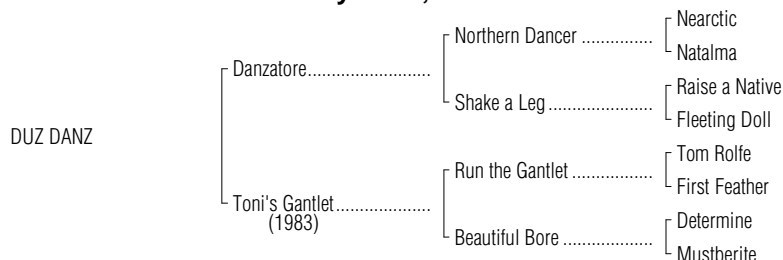 Nearctic
Northern Dancer ..............
Natalma
Danzatore..........................
Raise a Native
Shake a Leg .....................
Fleeting Doll
DUZ DANZ
Tom Rolfe
Run the Gantlet ................
First Feather
Toni's Gantlet....................
(1983)
Determine
Beautiful Bore ..................
Mustberite